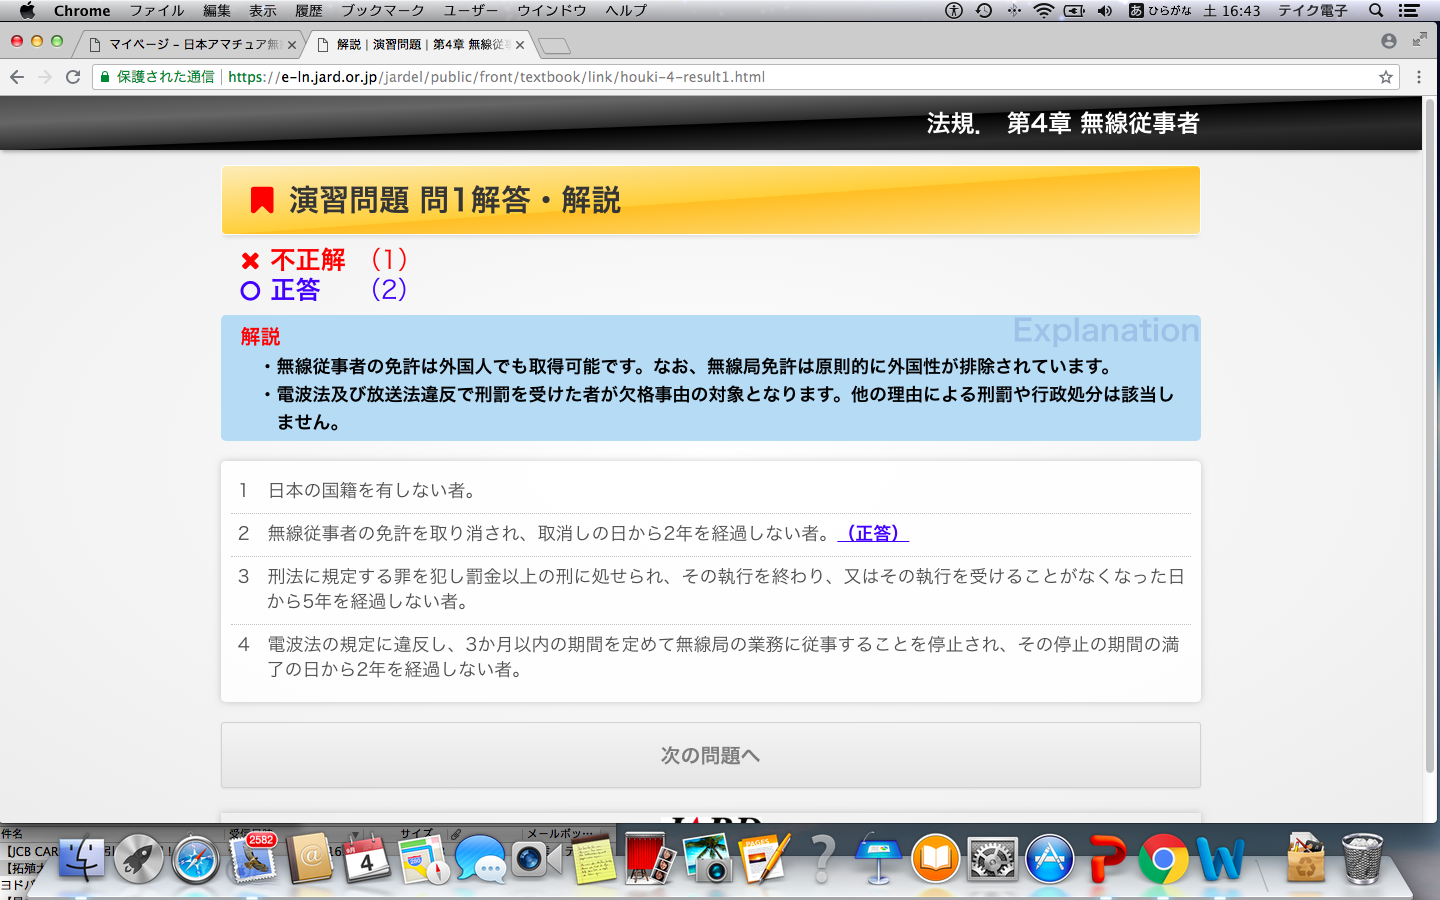 Chrome ファイル 編集 表示 履歴 ブックマーク ユーザー ウインドウ ヘルプ あ ひらがな 土 16:43 テイク電子
マイページ – 日本アマチュア無 解説 | 演習問題 | 第4章 無線従
保護された通信 https://e-ln.jard.or.jp/jardel/public/front/textbook/link/houki-4-result1.html
法規. 第4章 無線従事者
演習問題 問1解答・解説
不正解 （1）
正答 （2）
Explanation
解説
・無線従事者の免許は外国人でも取得可能です。なお、無線局免許は原則的に外国性が排除されています。
・電波法及び放送法違反で刑罰を受けた者が欠格事由の対象となります。他の理由による刑罰や行政処分は該当し
ません。
1 日本の国籍を有しない者。
2 無線従事者の免許を取り消され、取消しの日から2年を経過しない者。（正答）
3 刑法に規定する罪を犯し罰金以上の刑に処せられ、その執行を終わり、又はその執行を受けることがなくなった日
から5年を経過しない者。
4 電波法の規定に違反し、3か月以内の期間を定めて無線局の業務に従事することを停止され、その停止の期間の満
了の日から2年を経過しない者。
次の問題へ
件名 サイズ メールボッ…
【JCB CAR
【拓殖大
ヨドバ
2582
4